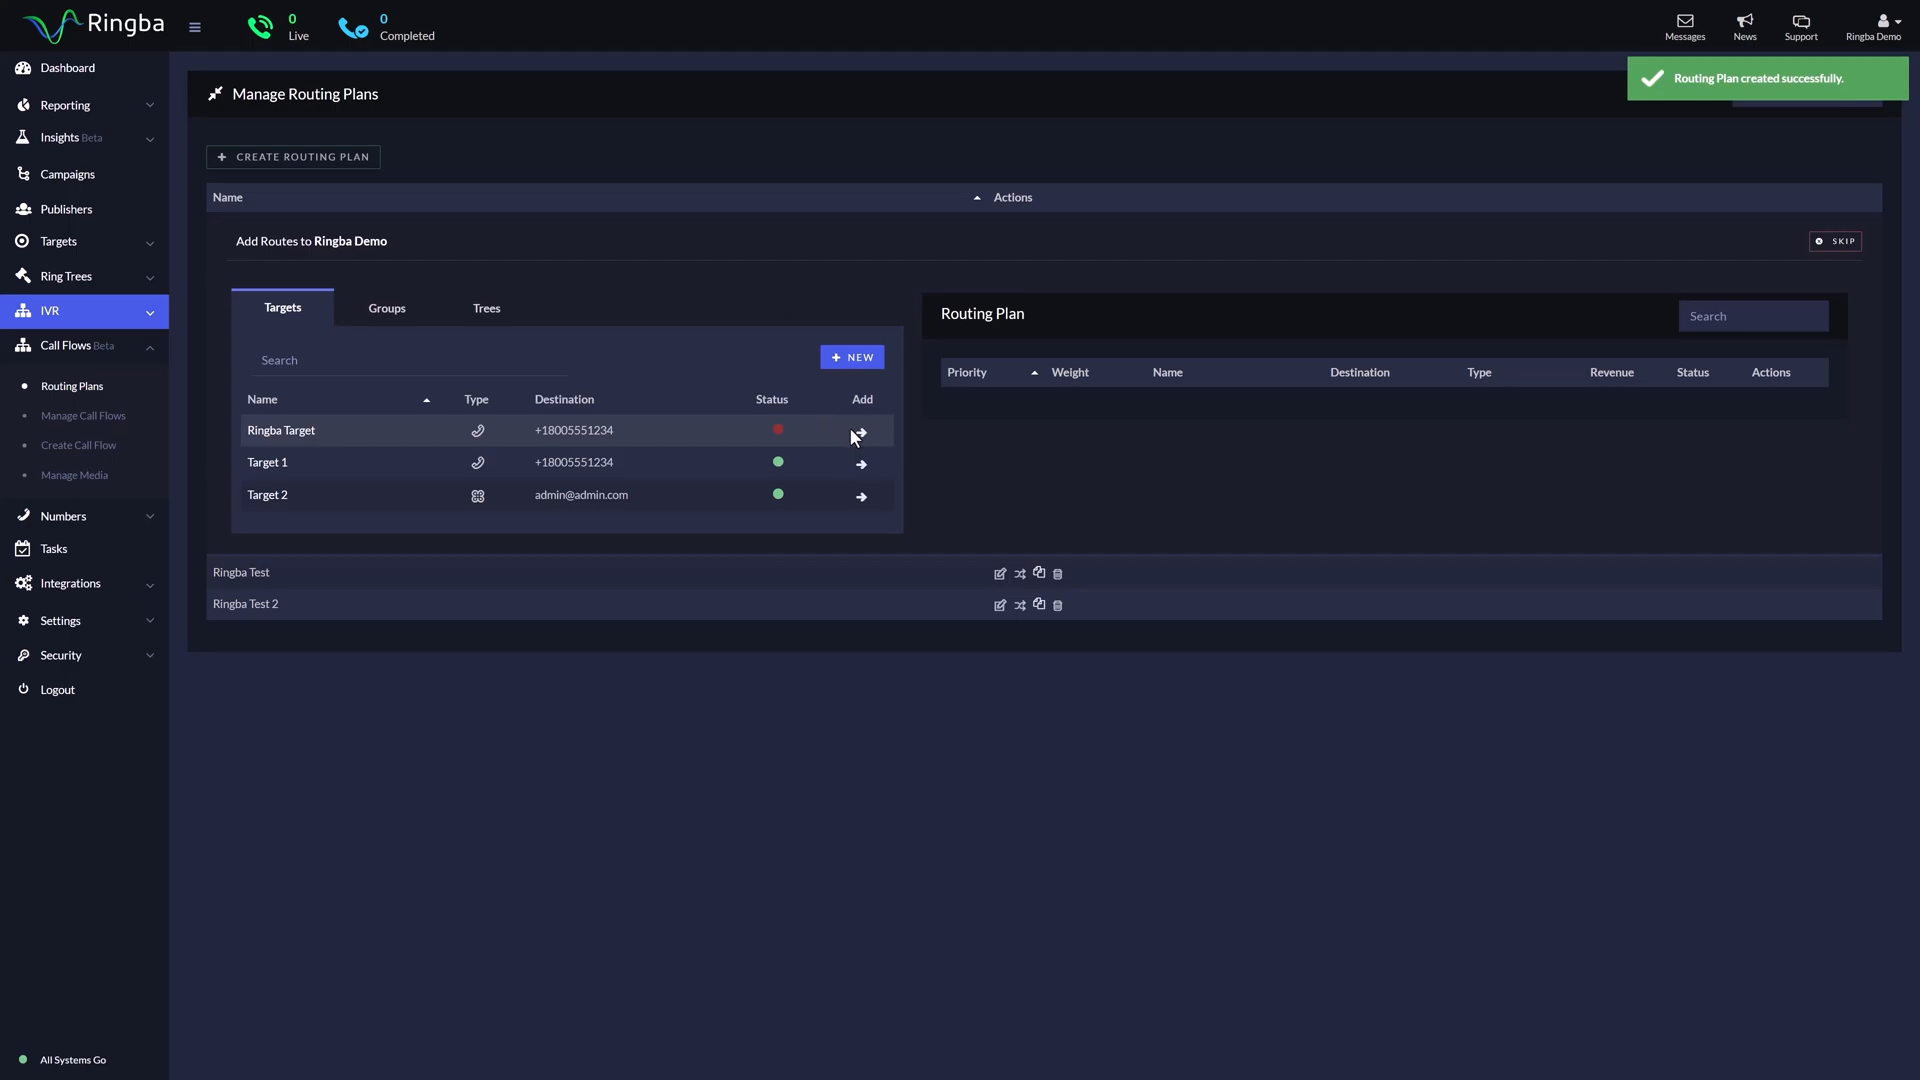 Ringba
0
Live
0
Completed
Messages
News
Support
Ringba Demo
Routing Plan created successfully.
Dashboard
Reporting
Insights Beta
Campaigns
Publishers
Targets
Ring Trees
IVR
Call Flows Beta
Routing Plans
Manage Call Flows
Create Call Flow
Manage Media
Numbers
Tasks
Integrations
Settings
Security
Logout
All Systems Go
Manage Routing Plans
CREATE ROUTING PLAN
Name Actions
Add Routes to Ringba Demo
SKIP
Targets Groups Trees
Search
NEW
Name Type Destination Status Add
Ringba Target +18005551234
Target 1 +18005551234
Target 2 admin@admin.com
Routing Plan
Search
Priority Weight Name Destination Type Revenue Status Actions
Ringba Test
Ringba Test 2